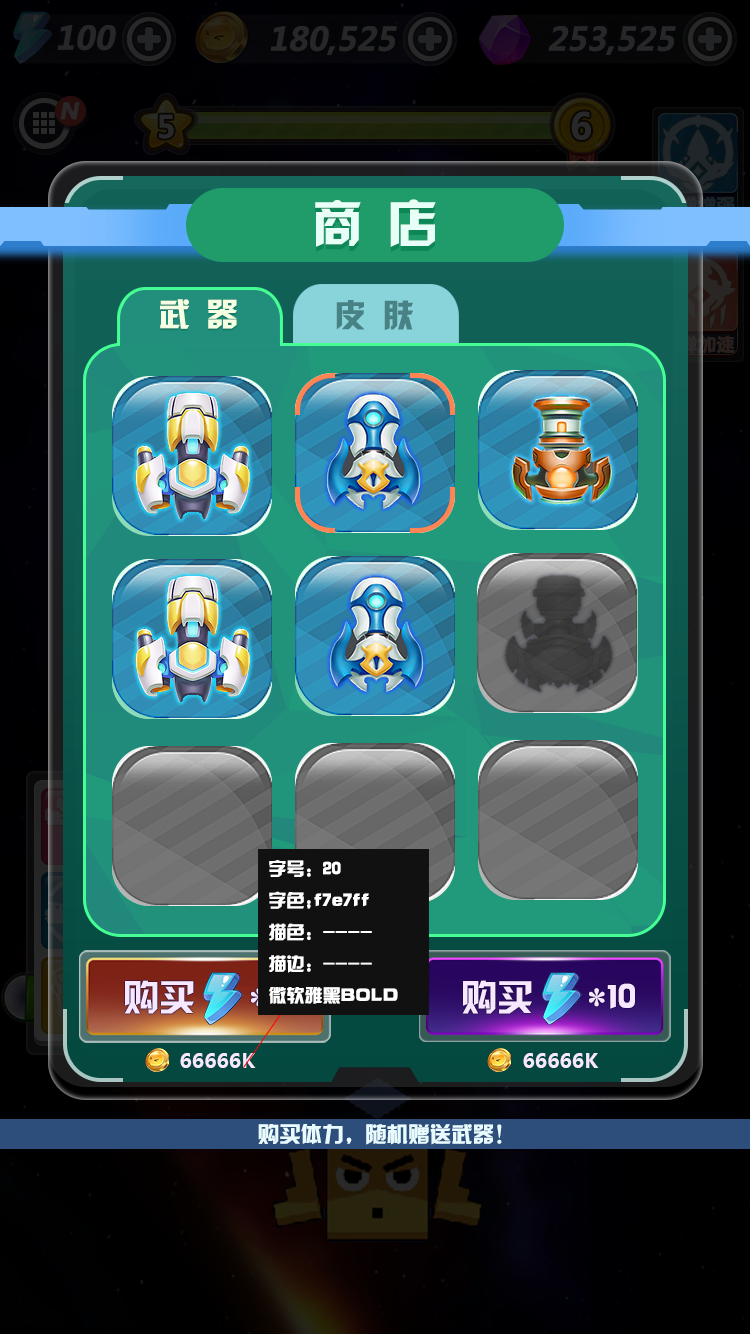 100
180,525
253,525
N
5
6
商店
武器
皮肤
加速
字号：20
字色：f7e7ff
描色：----
描边：----
微软雅黑BOLD
购买
购买 *10
66666K
66666K
购买体力，随机赠送武器！